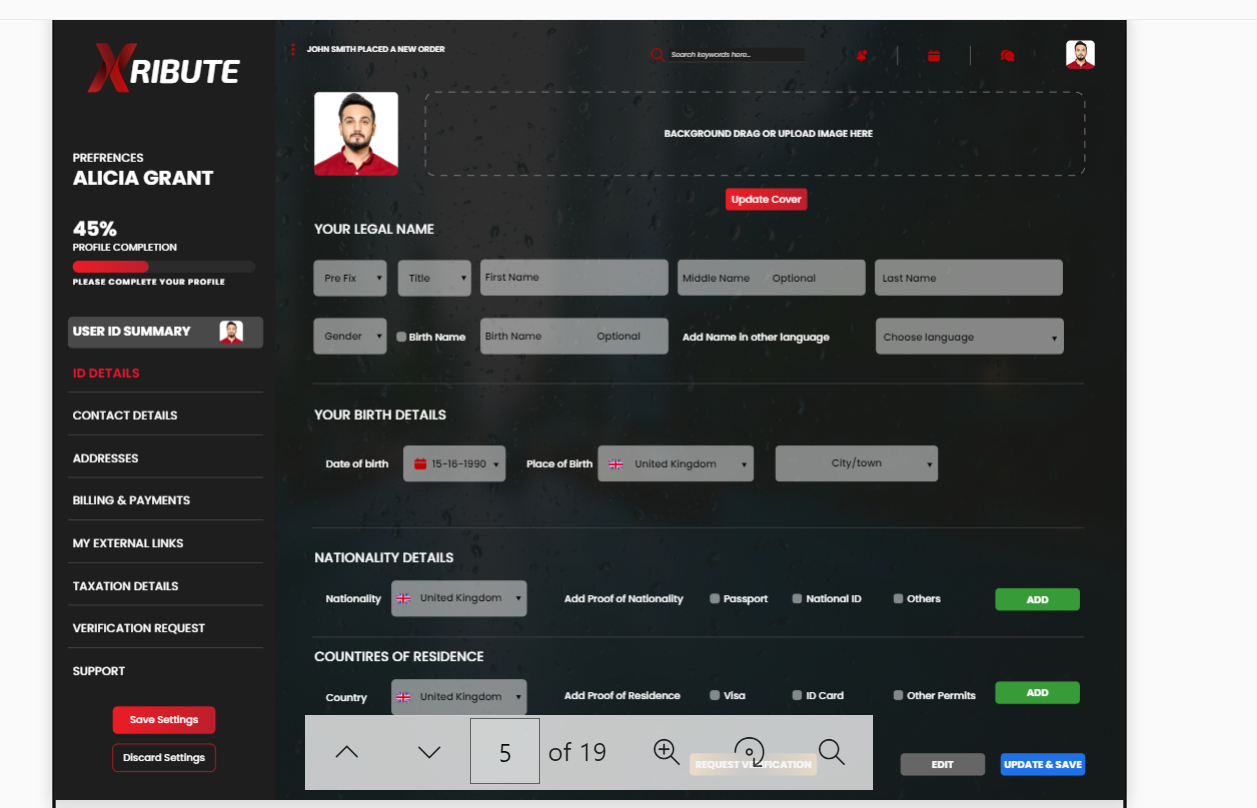 XRIBUTE
JOHN SMITH PLACED A NEW ORDER
Search keywords here..
BACKGROUND DRAG OR UPLOAD IMAGE HERE
Update Cover
PREFRENCES
ALICIA GRANT
45%
PROFILE COMPLETION
PLEASE COMPLETE YOUR PROFILE
USER ID SUMMARY
ID DETAILS
CONTACT DETAILS
ADDRESSES
BILLING & PAYMENTS
MY EXTERNAL LINKS
TAXATION DETAILS
VERIFICATION REQUEST
SUPPORT
Save Settings
Discard Settings
YOUR LEGAL NAME
Pre Fix Title First Name Middle Name Optional Last Name
Gender Birth Name Birth Name Optional Add Name in other language Choose language
YOUR BIRTH DETAILS
Date of birth 15-16-1990 Place of Birth United Kingdom City/town
NATIONALITY DETAILS
Nationality United Kingdom Add Proof of Nationality Passport National ID Others ADD
COUNTIRES OF RESIDENCE
Country United Kingdom Add Proof of Residence Visa ID Card Other Permits ADD
5 of 19
REQUEST VERIFICATION EDIT UPDATE & SAVE